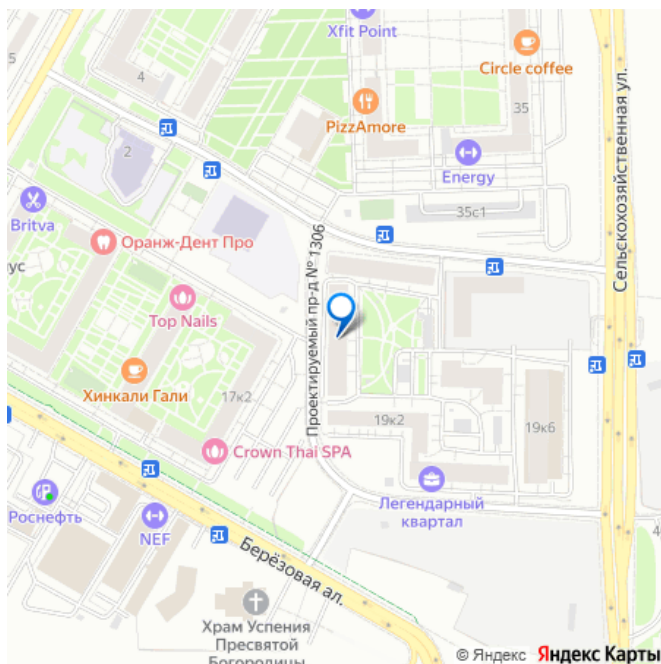 Xfit Point
Circle coffee
5
4
PizzAmore
35
2
Energy
Britva
Оранж-Дент Про
35с1
ус
Top Nails
Проектируемый пр-д № 1306
Сельскохозяйственная ул.
Хинкали Гали
17к2
19к2
19к6
Crown Thai SPA
Роснефть
NEF
Легендарный
квартал
Берёзовая ал.
Храм Успения
Пресвятой
Богородицы
© Яндекс Яндекс Карты